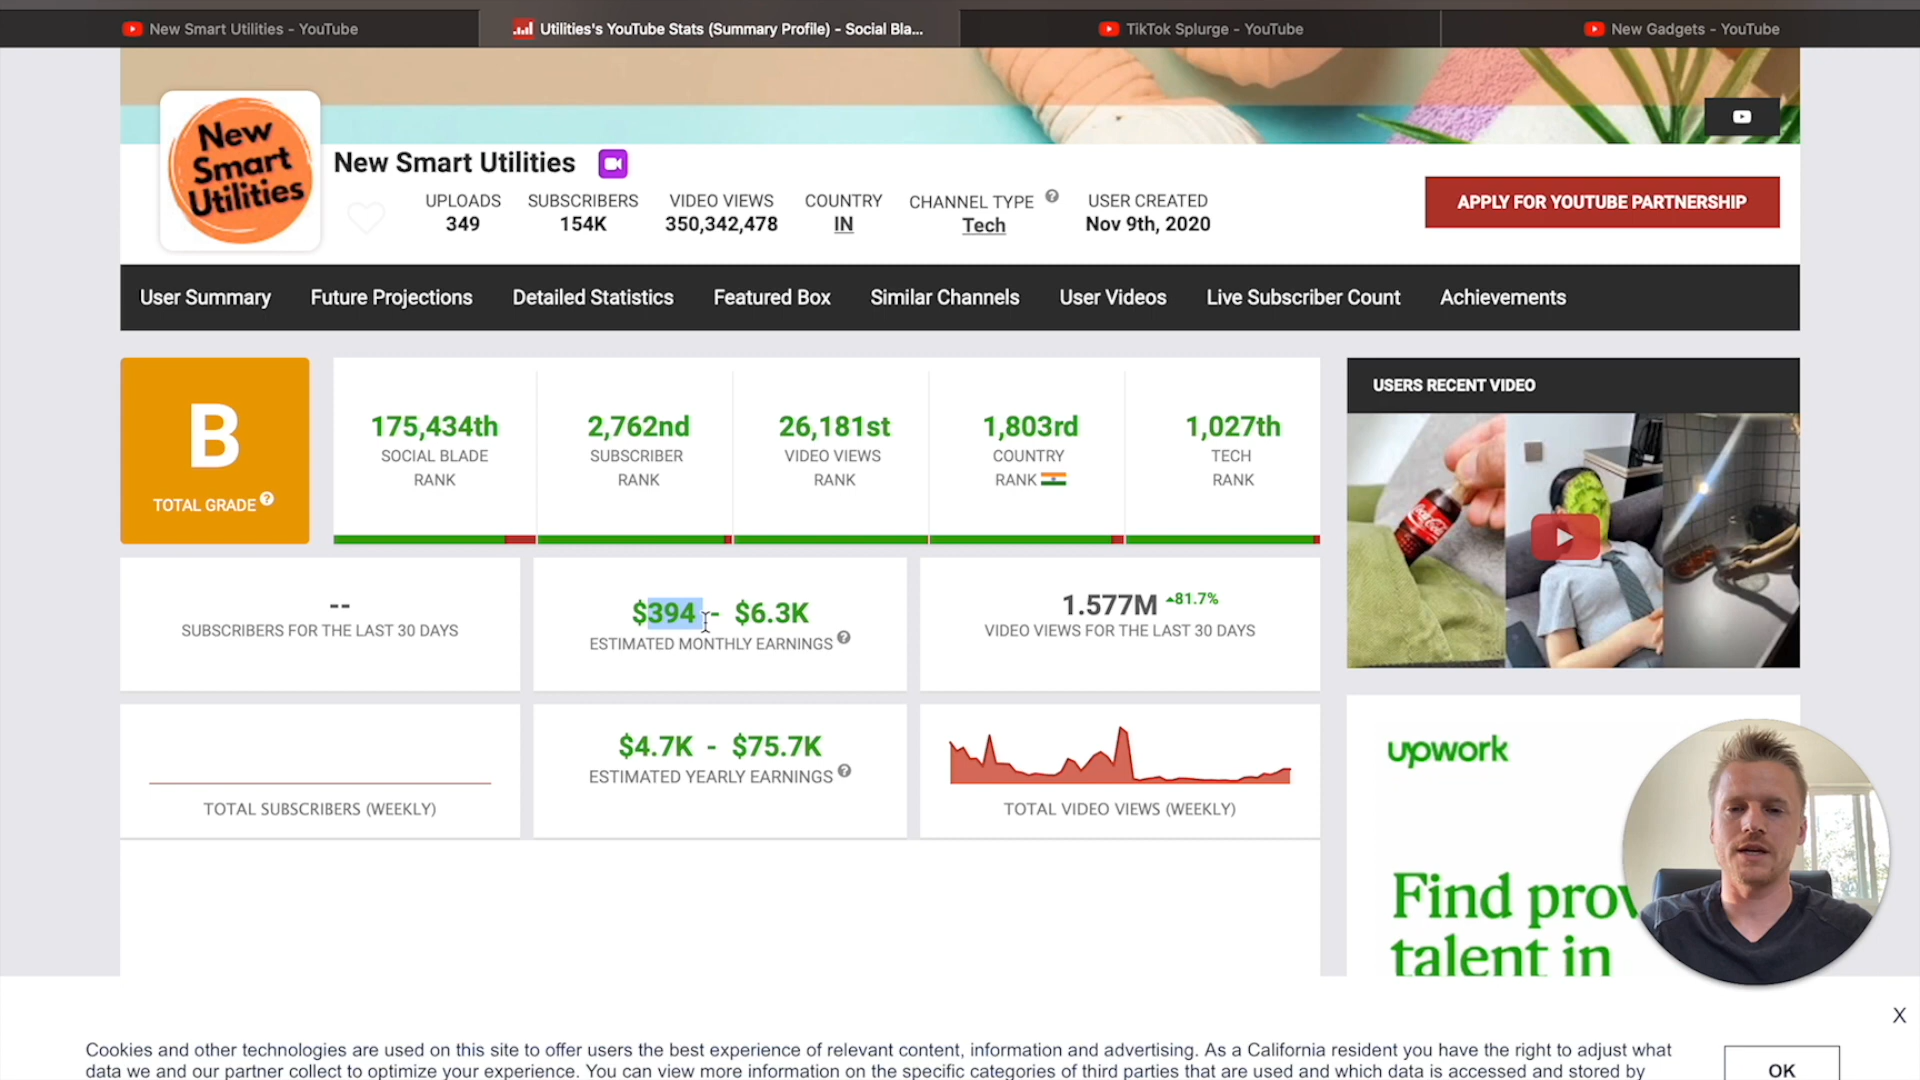 New Smart Utilities - YouTube
Utilities's YouTube Stats (Summary Profile) - Social Bla...
TikTok Splurge - YouTube
New Gadgets - YouTube
New
Smart
Utilities
New Smart Utilities
UPLOADS
349
SUBSCRIBERS
154K
VIDEO VIEWS
350,342,478
COUNTRY
IN
CHANNEL TYPE ?
Tech
USER CREATED
Nov 9th, 2020
APPLY FOR YOUTUBE PARTNERSHIP
User Summary
Future Projections
Detailed Statistics
Featured Box
Similar Channels
User Videos
Live Subscriber Count
Achievements
B
TOTAL GRADE ?
175,434th
SOCIAL BLADE
RANK
2,762nd
SUBSCRIBER
RANK
26,181st
VIDEO VIEWS
RANK
1,803rd
COUNTRY
RANK
1,027th
TECH
RANK
USERS RECENT VIDEO
Coca-Cola
--
SUBSCRIBERS FOR THE LAST 30 DAYS
$394 - $6.3K
ESTIMATED MONTHLY EARNINGS ?
1.577M 81.7%
VIDEO VIEWS FOR THE LAST 30 DAYS
TOTAL SUBSCRIBERS (WEEKLY)
$4.7K - $75.7K
ESTIMATED YEARLY EARNINGS ?
TOTAL VIDEO VIEWS (WEEKLY)
upwork
Find prov
talent in
X
Cookies and other technologies are used on this site to offer users the best experience of relevant content, information and advertising. As a California resident you have the right to adjust what
data we and our partner collect to optimize your experience. You can view more information on the specific categories of third parties that are used and which data is accessed and stored by
OK